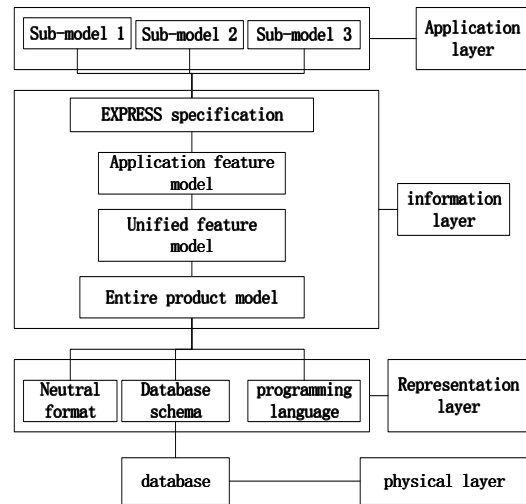 Sub-model 1
Sub-model 2
Sub-model 3
Application
layer
EXPRESS specification
Application feature
model
Unified feature
model
information
layer
Entire product model
Neutral
format
Database
schema
programming
language
Representation
layer
database
physical layer